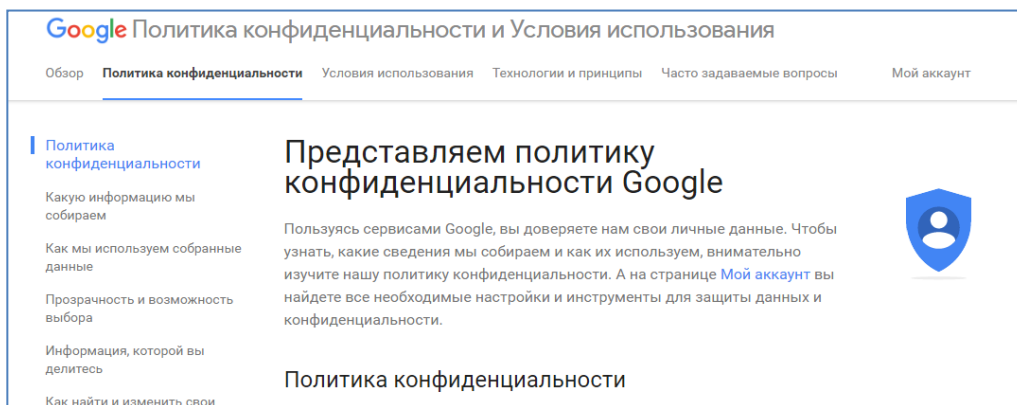 Google Политика конфиденциальности и Условия использования
Обзор Политика конфиденциальности Условия использования Технологии и принципы Часто задаваемые вопросы Мой аккаунт
Политика
конфиденциальности
Какую информацию мы
собираем
Как мы используем собранные
данные
Прозрачность и возможность
выбора
Информация, которой вы
делитесь
Как найти и изменить свои
Представляем политику
конфиденциальности Google
Пользуясь сервисами Google, вы доверяете нам свои личные данные. Чтобы
узнать, какие сведения мы собираем и как их используем, внимательно
изучите нашу политику конфиденциальности. А на странице Мой аккаунт вы
найдете все необходимые настройки и инструменты для защиты данных и
конфиденциальности.
Политика конфиденциальности